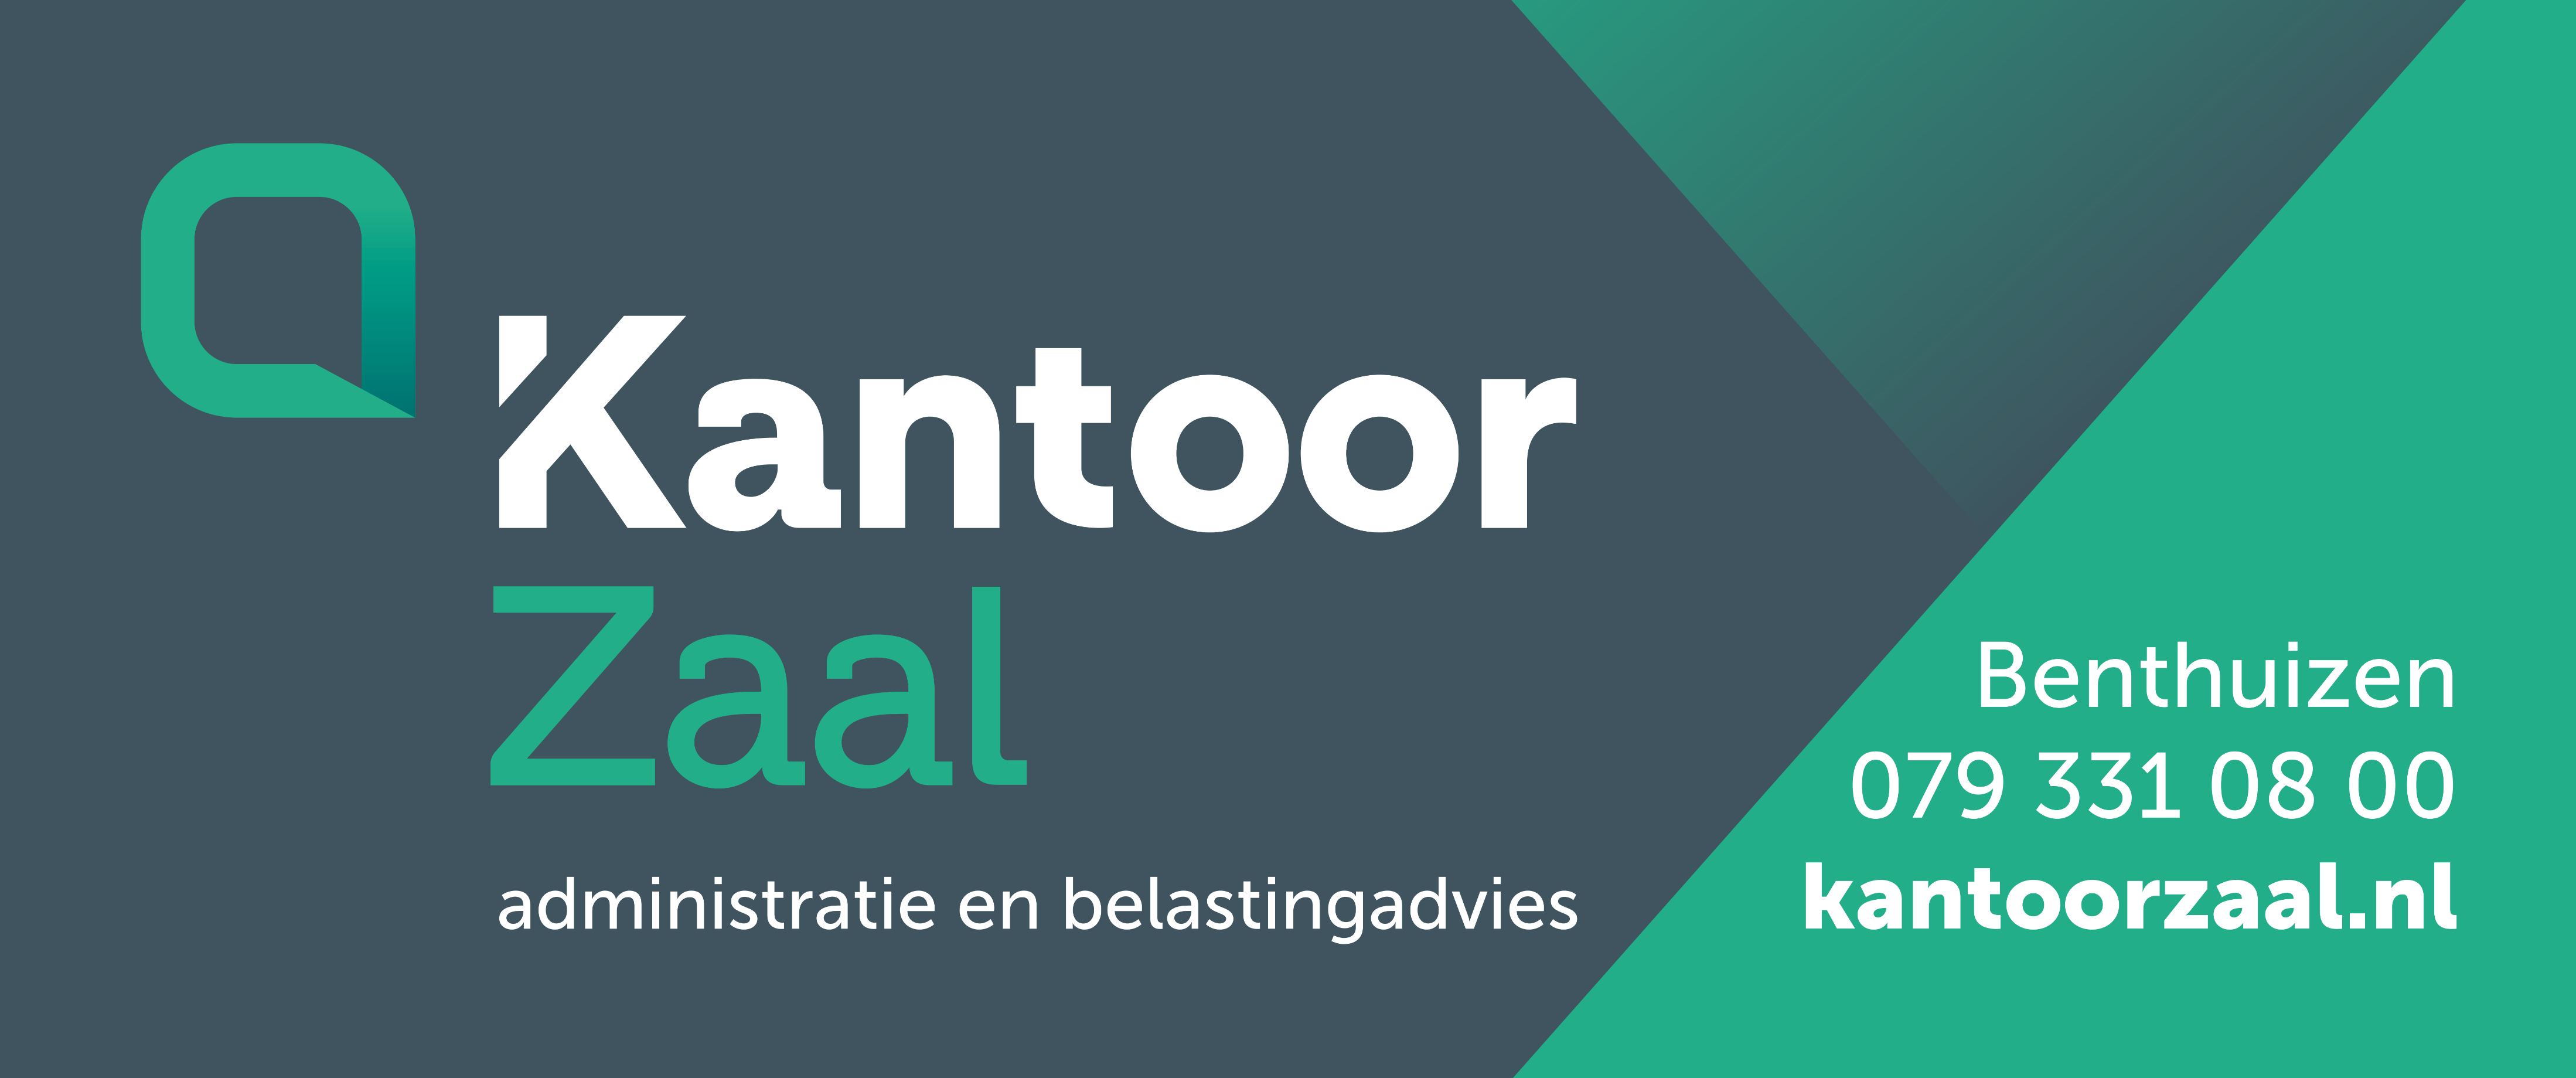 Kantoor
Zaal
administratie en belastingadvies
Benthuizen
079 331 08 00
kantoorzaal.nl